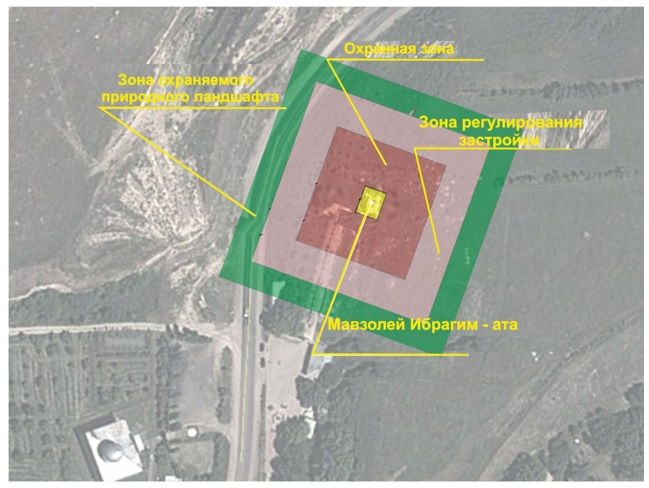 Охранная зона
Зона охраняемого
природного ландшафта
Зона регулирования
застройки
Мавзолей Ибрагим - ата